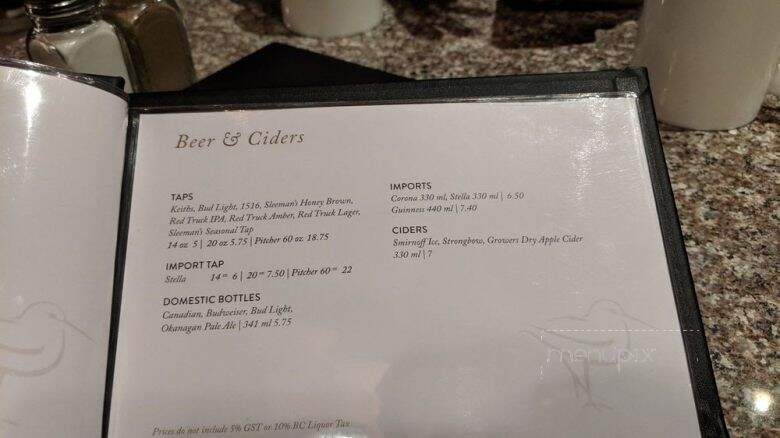 Beer & Ciders
TAPS
Keiths, Bud Light, 1516, Sleeman's Honey Brown,
Red Truck IPA, Red Truck Amber, Red Truck Lager,
Sleeman's Seasonal Tap
14 oz 5 | 20 oz 5.75 | Pitcher 60 oz 18.75
IMPORT TAP
Stella 14 oz 6 | 20 oz 7.50 | Pitcher 60 oz 22
DOMESTIC BOTTLES
Canadian, Budweiser, Bud Light,
Okanagan Pale Ale | 341 ml 5.75
IMPORTS
Corona 330 ml, Stella 330 ml | 6.50
Guinness 440 ml | 7.40
CIDERS
Smirnoff Ice, Strongbow, Growers Dry Apple Cider
330 ml | 7
menupix
Prices do not include 5% GST or 10% BC Liquor Tax